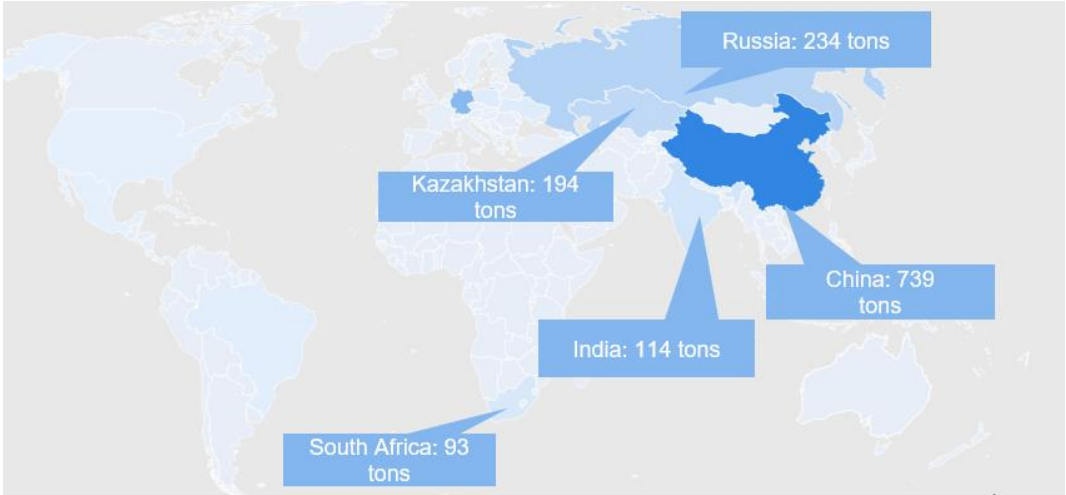 Russia: 234 tons
Kazakhstan: 194
tons
China: 739
tons
India: 114 tons
South Africa: 93
tons